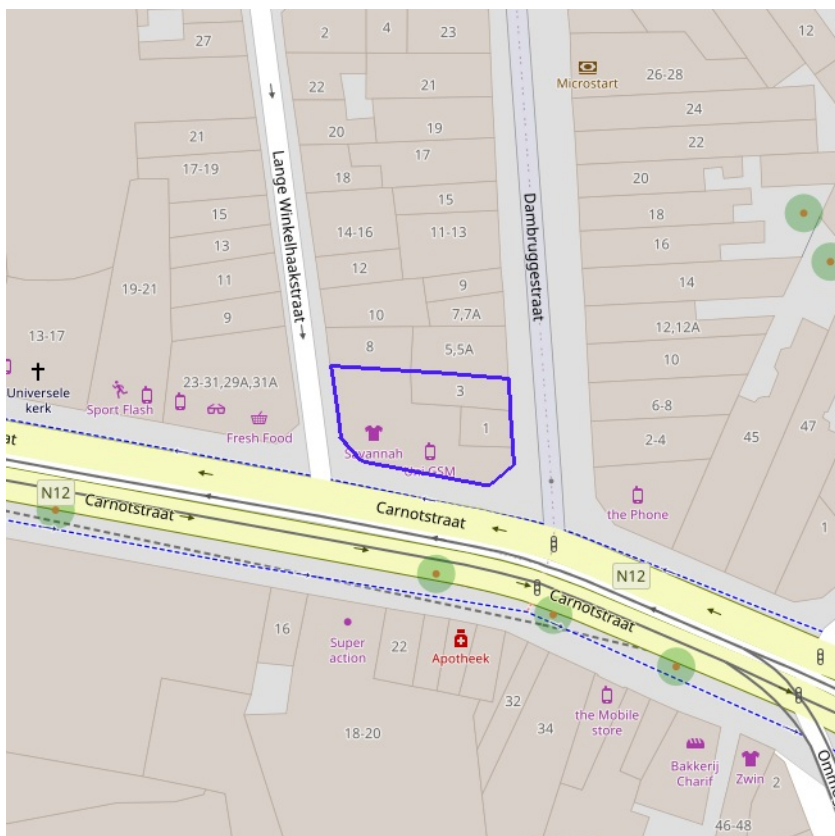 27
2
4
23
12
Microstart
26-28
22
21
24
21
20
19
22
17-19
17
18
20
15
15
18
14-16
11-13
13
16
12
11
9
14
19-21
Lange Winkelhaakstraat
Dambruggestraat
9
10
7,7A
12,12A
13-17
8
5,5A
10
Universele
kerk
23-31,29A,31A
3
6-8
Sport Flash
Fresh Food
1
2-4
45
47
Savannah
Uni GSM
at
N12
Carnotstraat
Carnotstraat
the Phone
1
N12
Carnotstraat
16
Super
action
22
Apotheek
32
34
the Mobile
store
18-20
Bakkerij
Charif
Zwin
2
46-48
Omm